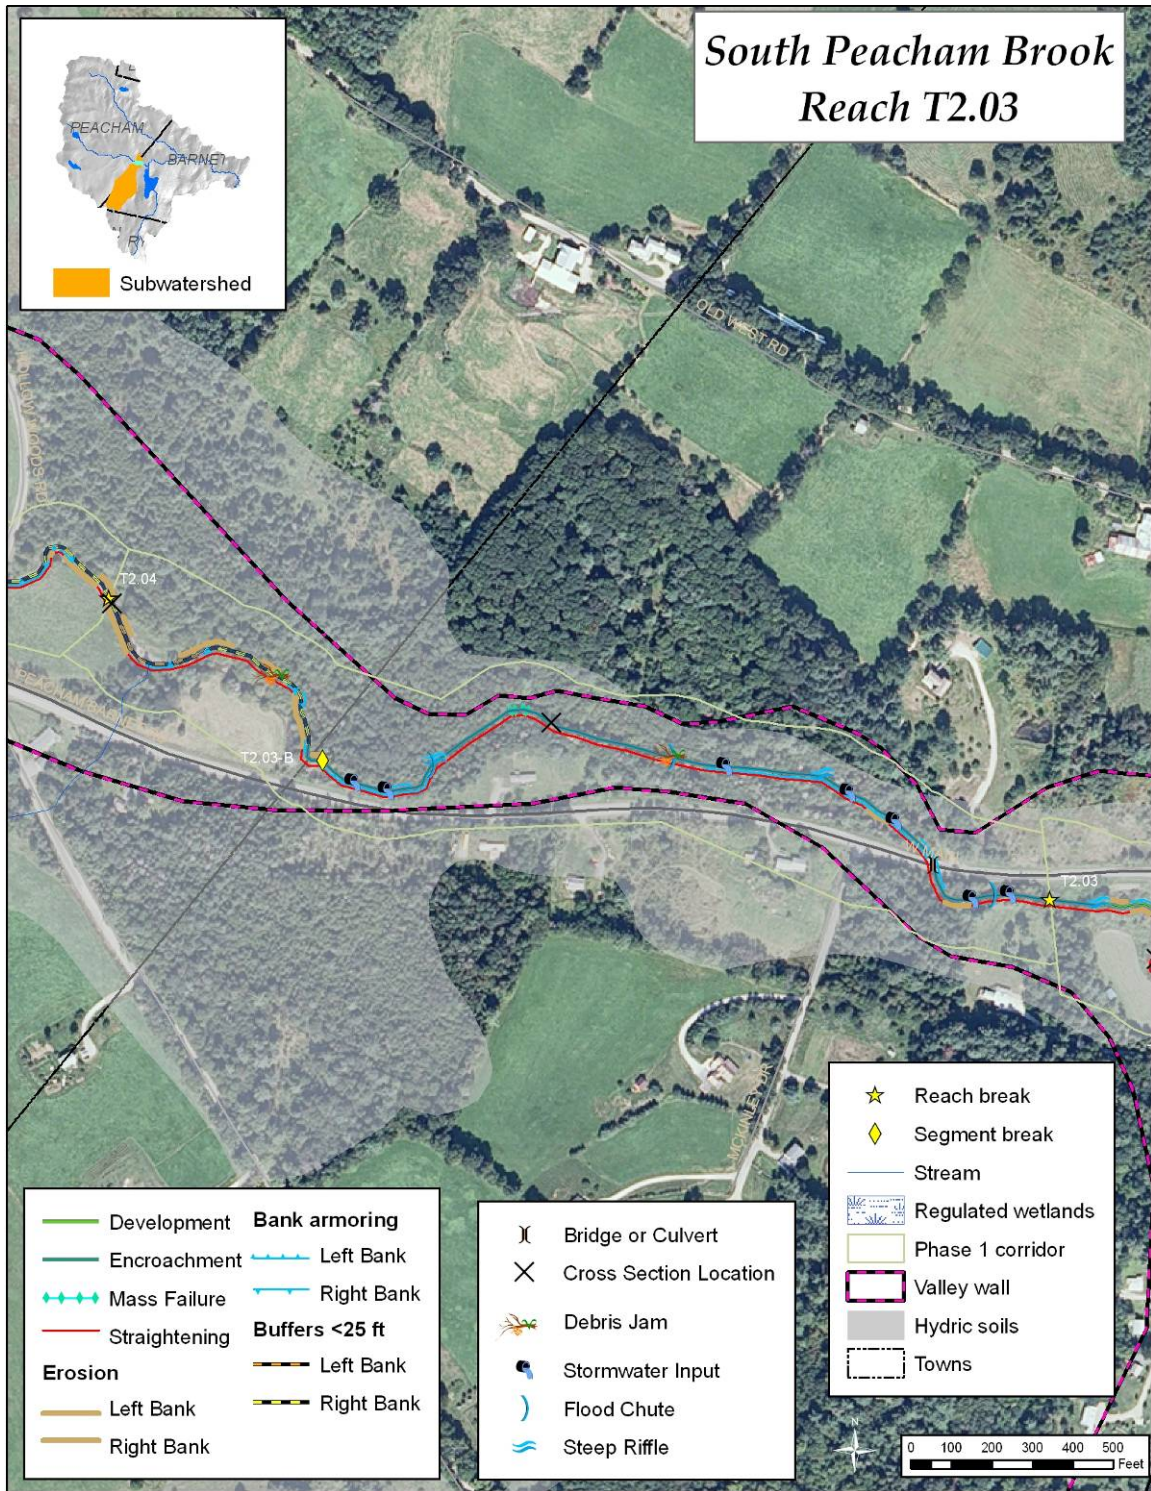 South Peacham Brook
Reach T2.03
PEACHAM
BARNET
RY
Subwatershed
OLD WEST RD
T2.04
T2.03-B
T2.03
MCKINLEY DR
Development
Encroachment
Mass Failure
Straightening
Erosion
Left Bank
Right Bank
Bank armoring
Left Bank
Right Bank
Buffers <25 ft
Left Bank
Right Bank
Bridge or Culvert
Cross Section Location
Debris Jam
Stormwater Input
Flood Chute
Steep Riffle
Reach break
Segment break
Stream
Regulated wetlands
Phase 1 corridor
Valley wall
Hydric soils
Towns
N
0 100 200 300 400 500
Feet